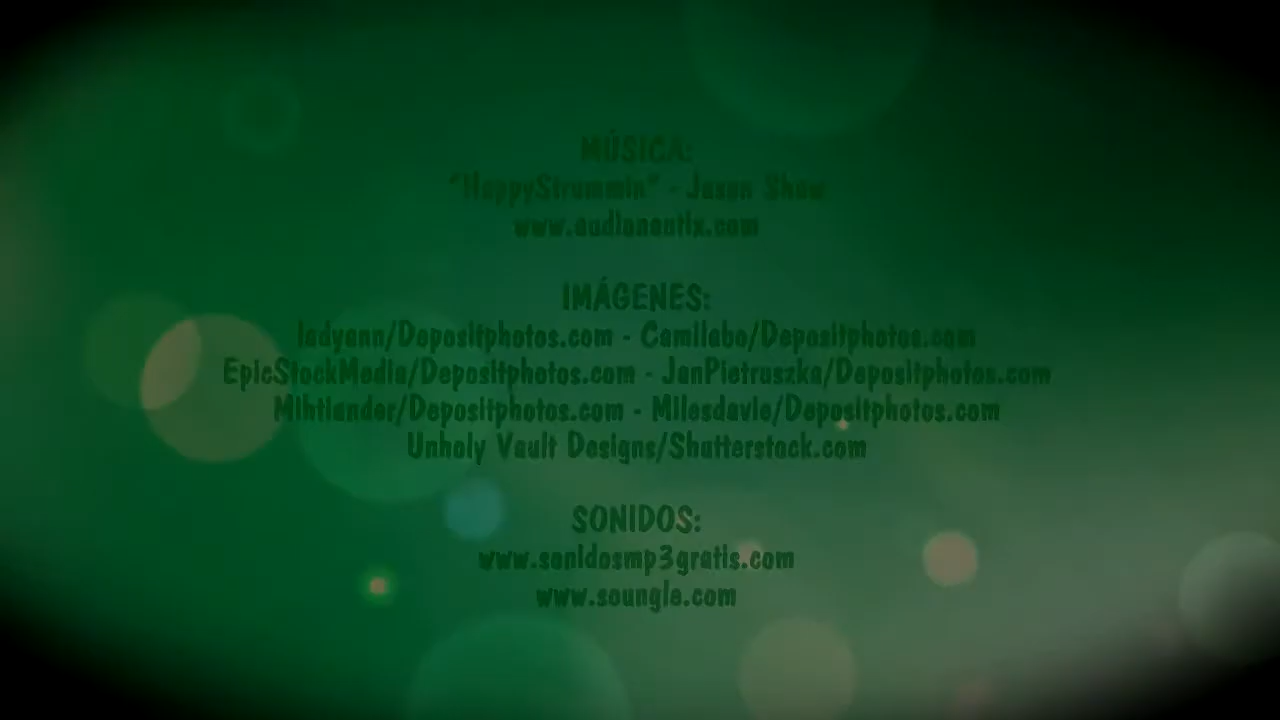 MÚSICA:
"HappyStrummin" - Jason Shaw
www.audionautix.com
IMÁGENES:
ladyann/Depositphotos.com - Camilabo/Depositphotos.com
EpicStockMedia/Depositphotos.com - JanPietruszka/Depositphotos.com
Mihtiander/Depositphotos.com - Milesdavie/Depositphotos.com
Unholy Vault Designs/Shutterstock.com
SONIDOS:
www.sonidosmp3gratis.com
www.soungle.com